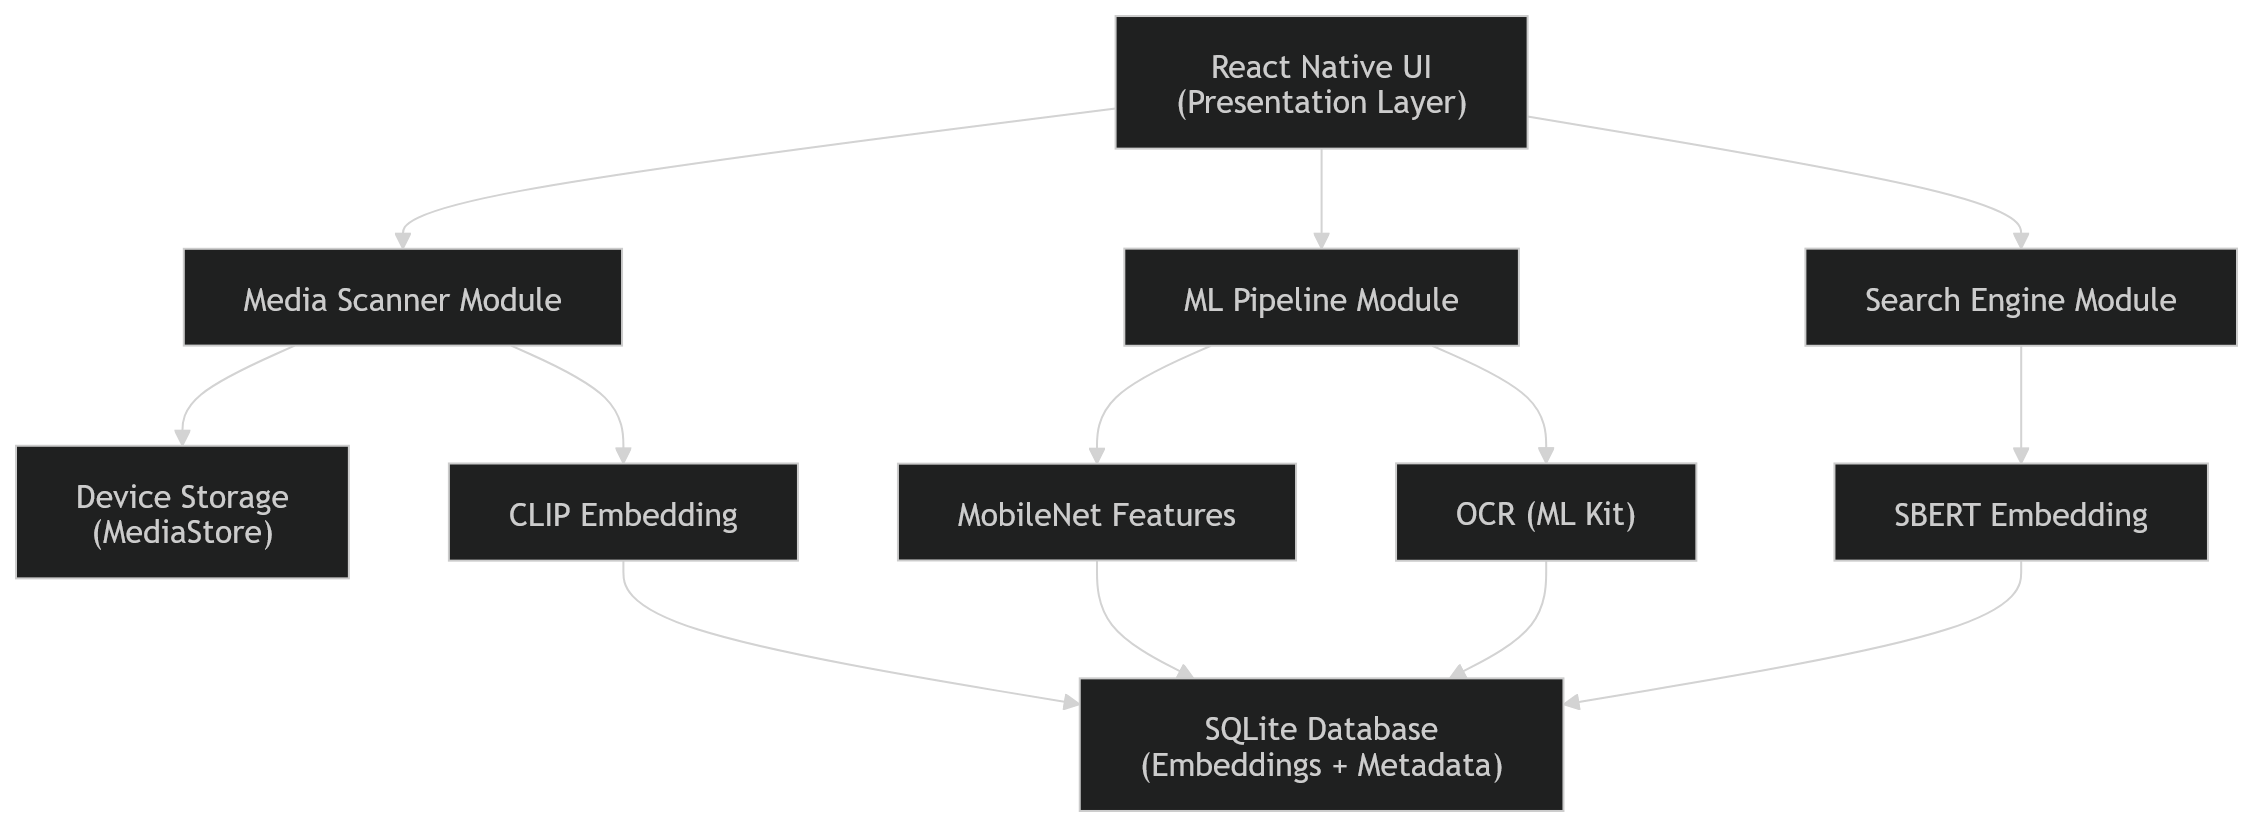 React Native UI
(Presentation Layer)
Media Scanner Module
ML Pipeline Module
Search Engine Module
Device Storage
(MediaStore)
CLIP Embedding
MobileNet Features
OCR (ML Kit)
SBERT Embedding
SQLite Database
(Embeddings + Metadata)